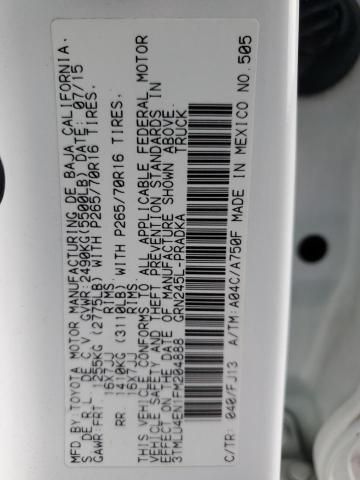 MFD.BY:TOYOTA MOTOR MANUFACTURING DE BAJA CALIFORNIA,
S. DE R.L. DE C.V. GVWR:2490KG(5500LB) DATE: 07/15
GAWR:FRT. 1255KG (2775LB) WITH P265/70R16 TIRES,
16X7JJ RIMS,
RR. 1410KG (3110LB) WITH P265/70R16 TIRES,
16X7JJ RIMS,
THIS VEHICLE CONFORMS TO ALL APPLICABLE FEDERAL MOTOR
VEHICLE SAFETY AND THEFT PREVENTION STANDARDS IN
EFFECT ON THE DATE OF MANUFACTURE SHOWN ABOVE.
3TMLU4EN1FM204888 TRUCK
GRN245L-PRADKA
C/TR: 040/FJ13 A/TM:A04C/A750F MADE IN MEXICO NO.505